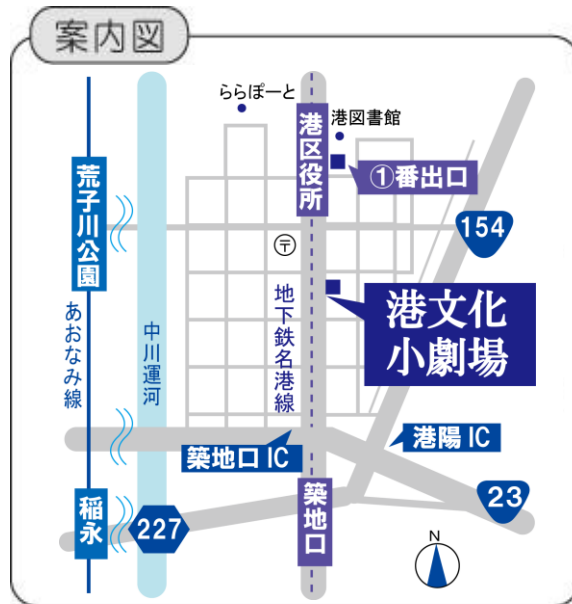 案内図
ららぽーと
港図書館
港区役所
①番出口
荒子川公園
154
〒
港文化
小劇場
地下鉄名港線
あおなみ線
中川運河
築地口 IC
港陽 IC
稲永
227
築地口
23
N